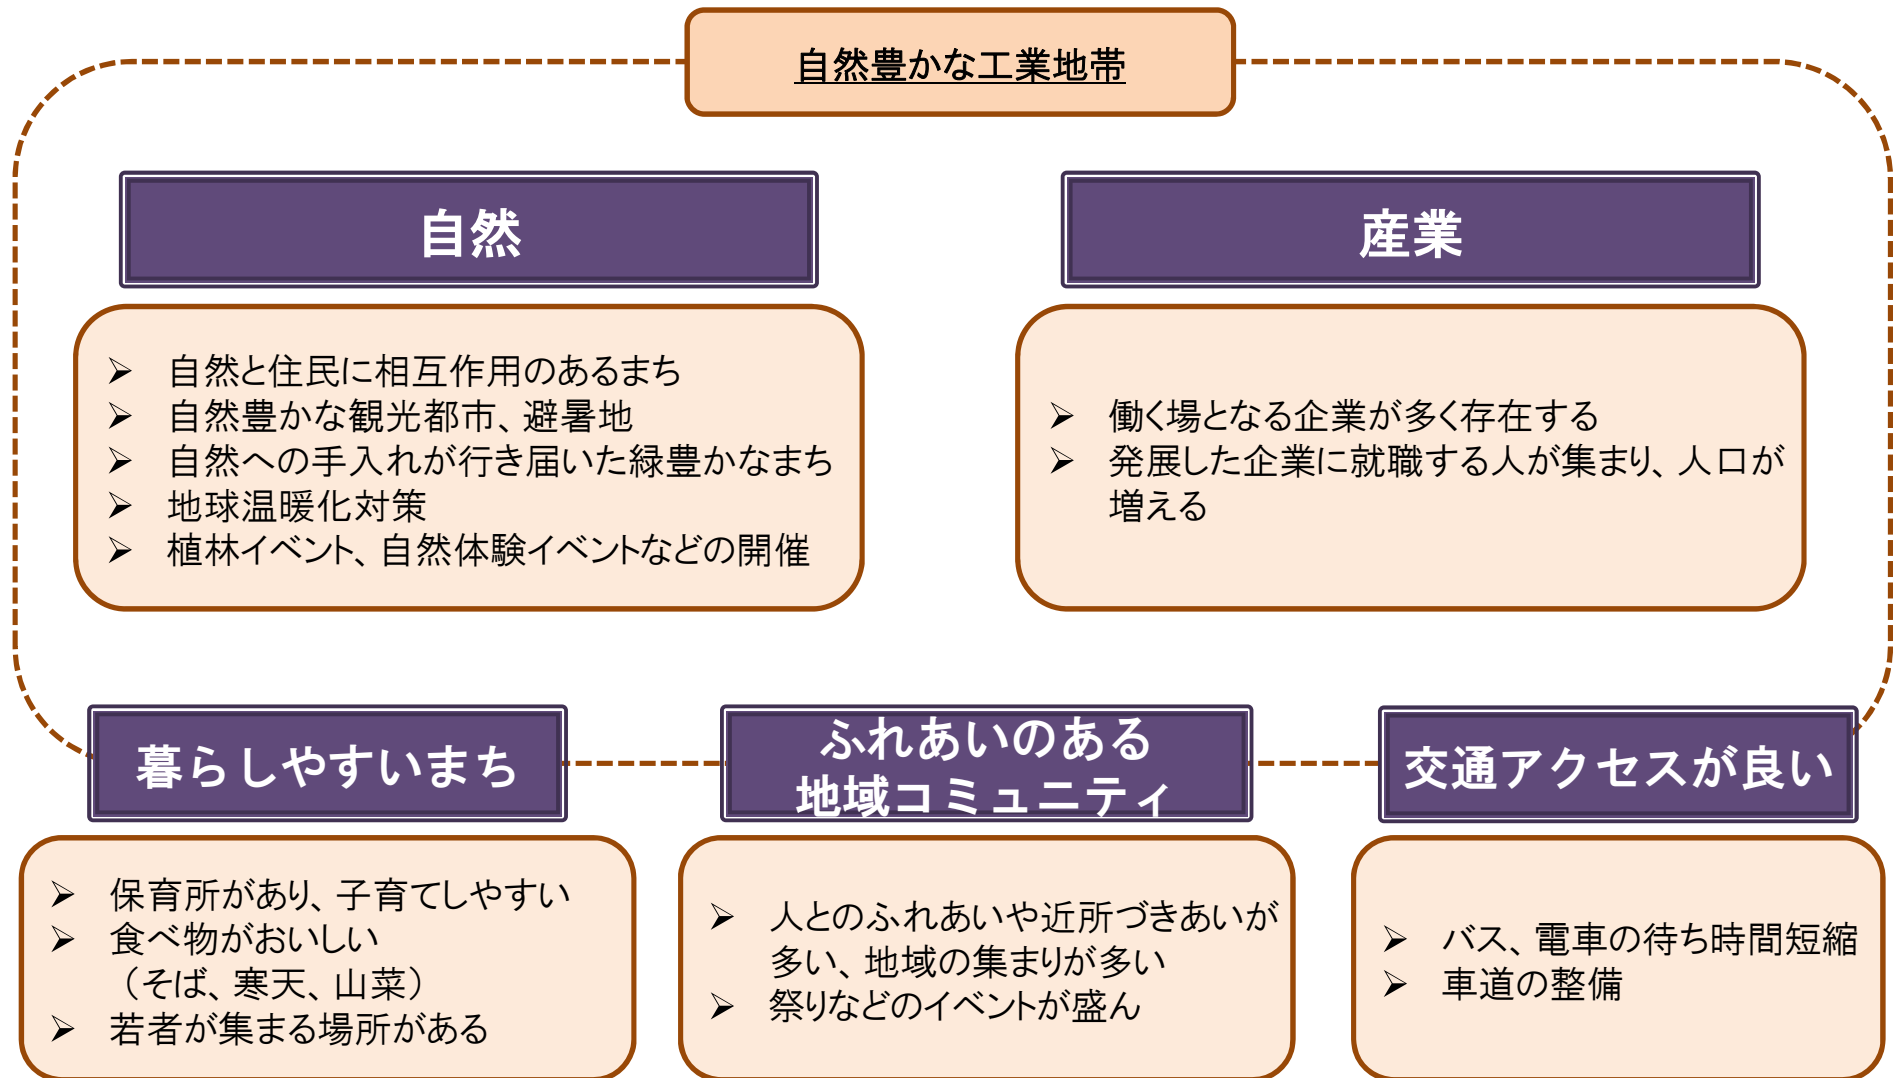 自然豊かな工業地帯
自然
➢ 自然と住民に相互作用のあるまち
➢ 自然豊かな観光都市、避暑地
➢ 自然への手入れが行き届いた緑豊かなまち
➢ 地球温暖化対策
➢ 植林イベント、自然体験イベントなどの開催
産業
➢ 働く場となる企業が多く存在する
➢ 発展した企業に就職する人が集まり、人口が
増える
暮らしやすいまち
➢ 保育所があり、子育てしやすい
➢ 食べ物がおいしい
（そば、寒天、山菜）
➢ 若者が集まる場所がある
ふれあいのある
地域コミュニティ
➢ 人とのふれあいや近所づきあいが
多い、地域の集まりが多い
➢ 祭りなどのイベントが盛ん
交通アクセスが良い
➢ バス、電車の待ち時間短縮
➢ 車道の整備